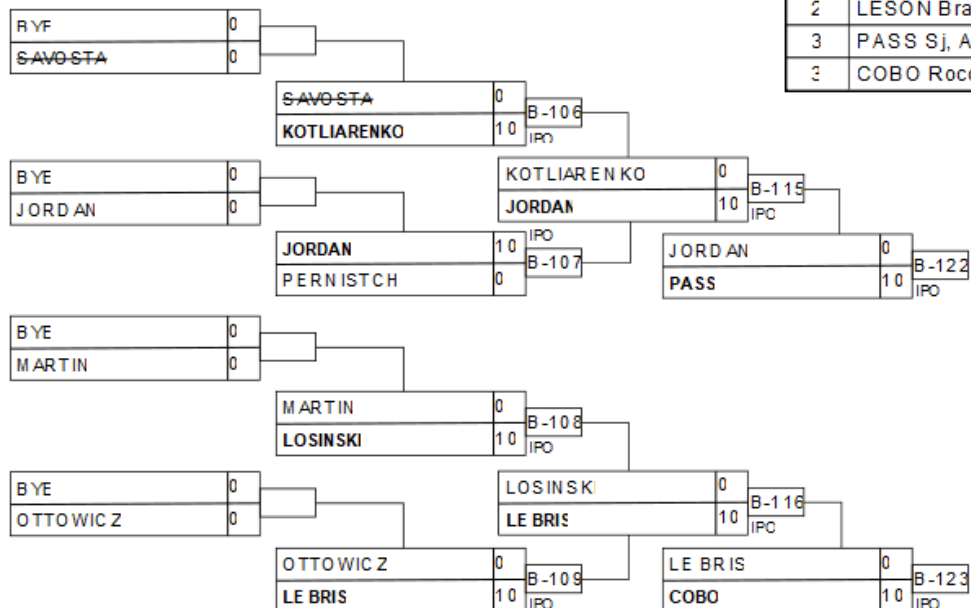 BYE 0
SAVOSTA 0
2 LESON Bra
3 PASS Sj, A
3 COBO Roco
SAVOSTA 0
KOTLIARENKO 10
B-106
IPO
BYE 0
JORDAN 0
KOTLIARENKO 0
JORDAN 10
B-115
IPO
JORDAN 10
PERNISTCH 0
IPO
B-107
JORDAN 0
PASS 10
B-122
IPO
BYE 0
MARTIN 0
MARTIN 0
LOSINSKI 10
B-108
IPO
BYE 0
OTTOWICZ 0
LOSINSKI 0
LE BRIS 10
B-116
IPO
OTTOWICZ 0
LE BRIS 10
B-109
IPO
LE BRIS 0
COBO 10
B-123
IPO